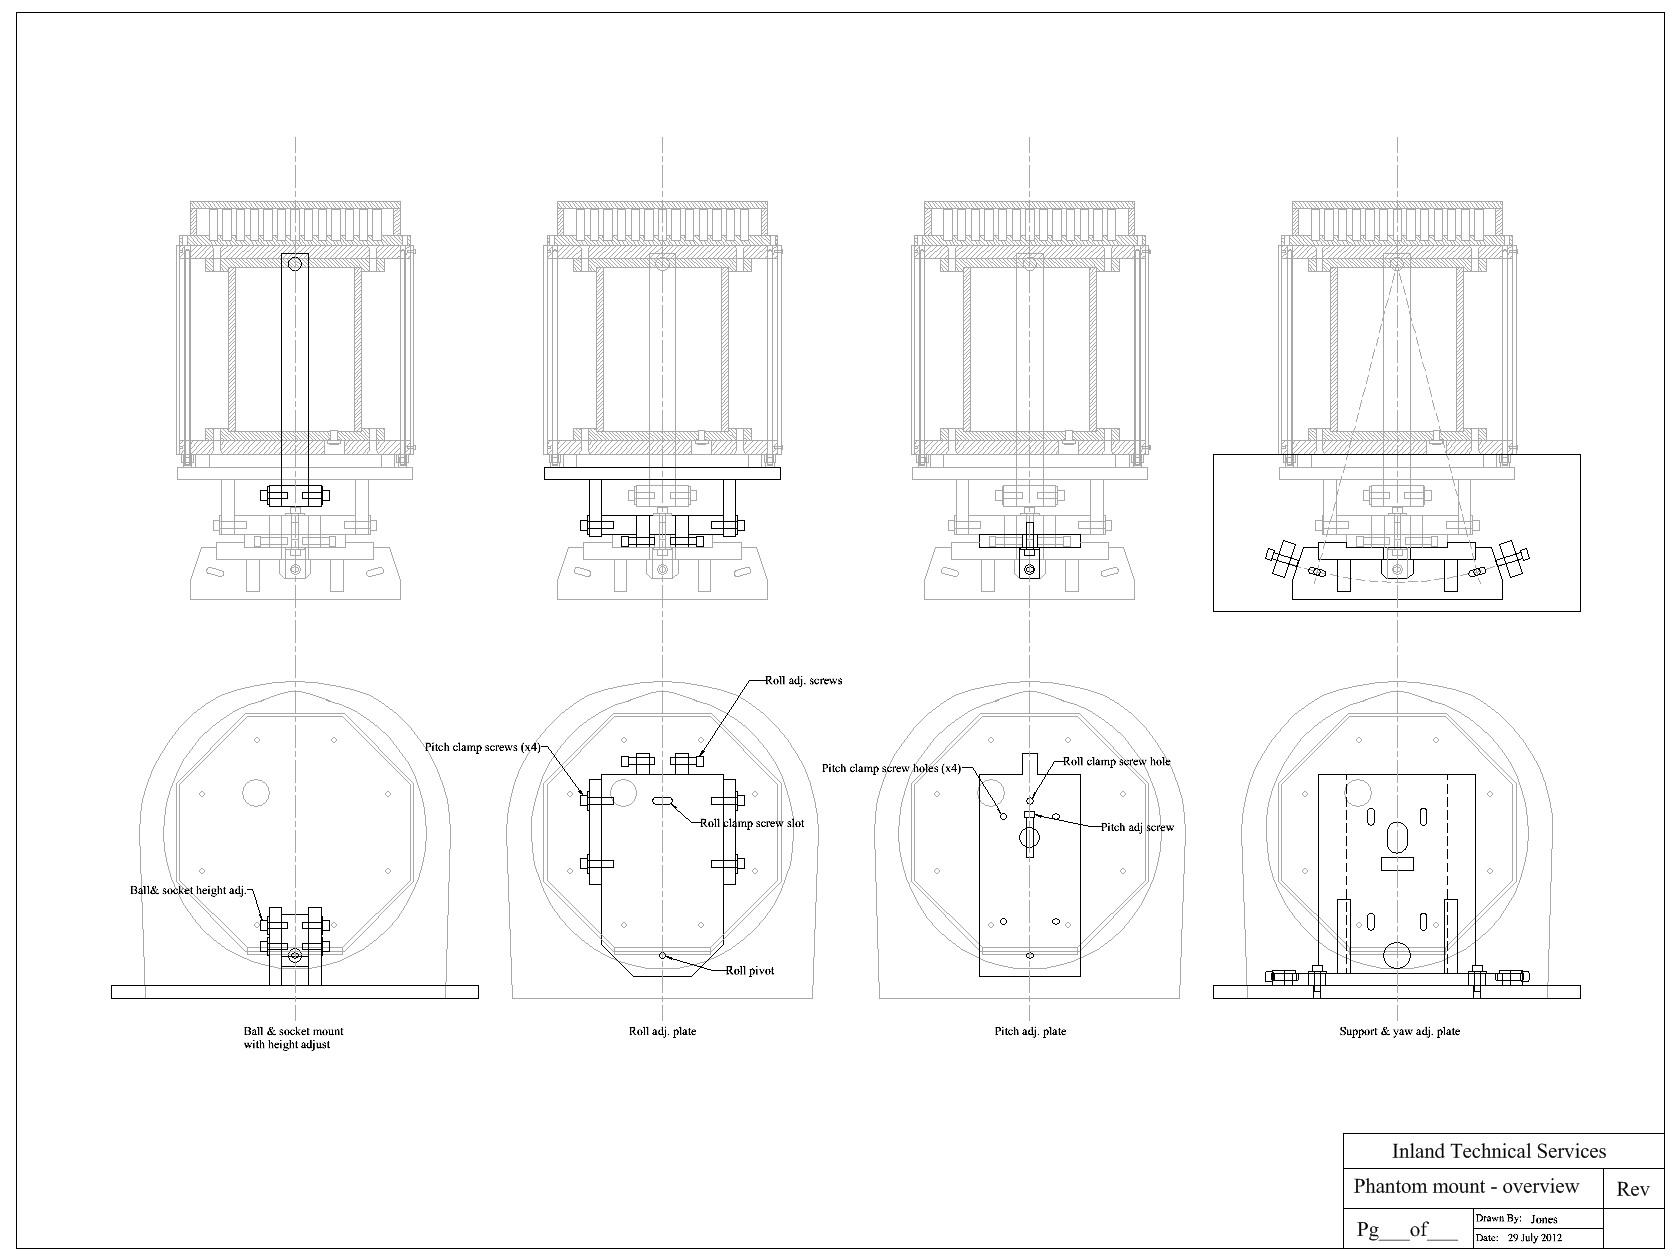 Roll adj. screws
Pitch clamp screws (x4)
Roll clamp screw hole
Pitch clamp screw holes (x4)
Roll clamp screw slot
Pitch adj screw
Ball& socket height adj.
Roll pivot
Ball & socket mount
with height adjust
Roll adj. plate
Pitch adj. plate
Support & yaw adj. plate
Inland Technical Services
Phantom mount - overview
Rev
Pg___of___
Drawn By: Jones
Date: 29 July 2012